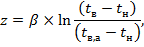 z = β × ln (t_в − t_н) / (t_в,а − t_н),